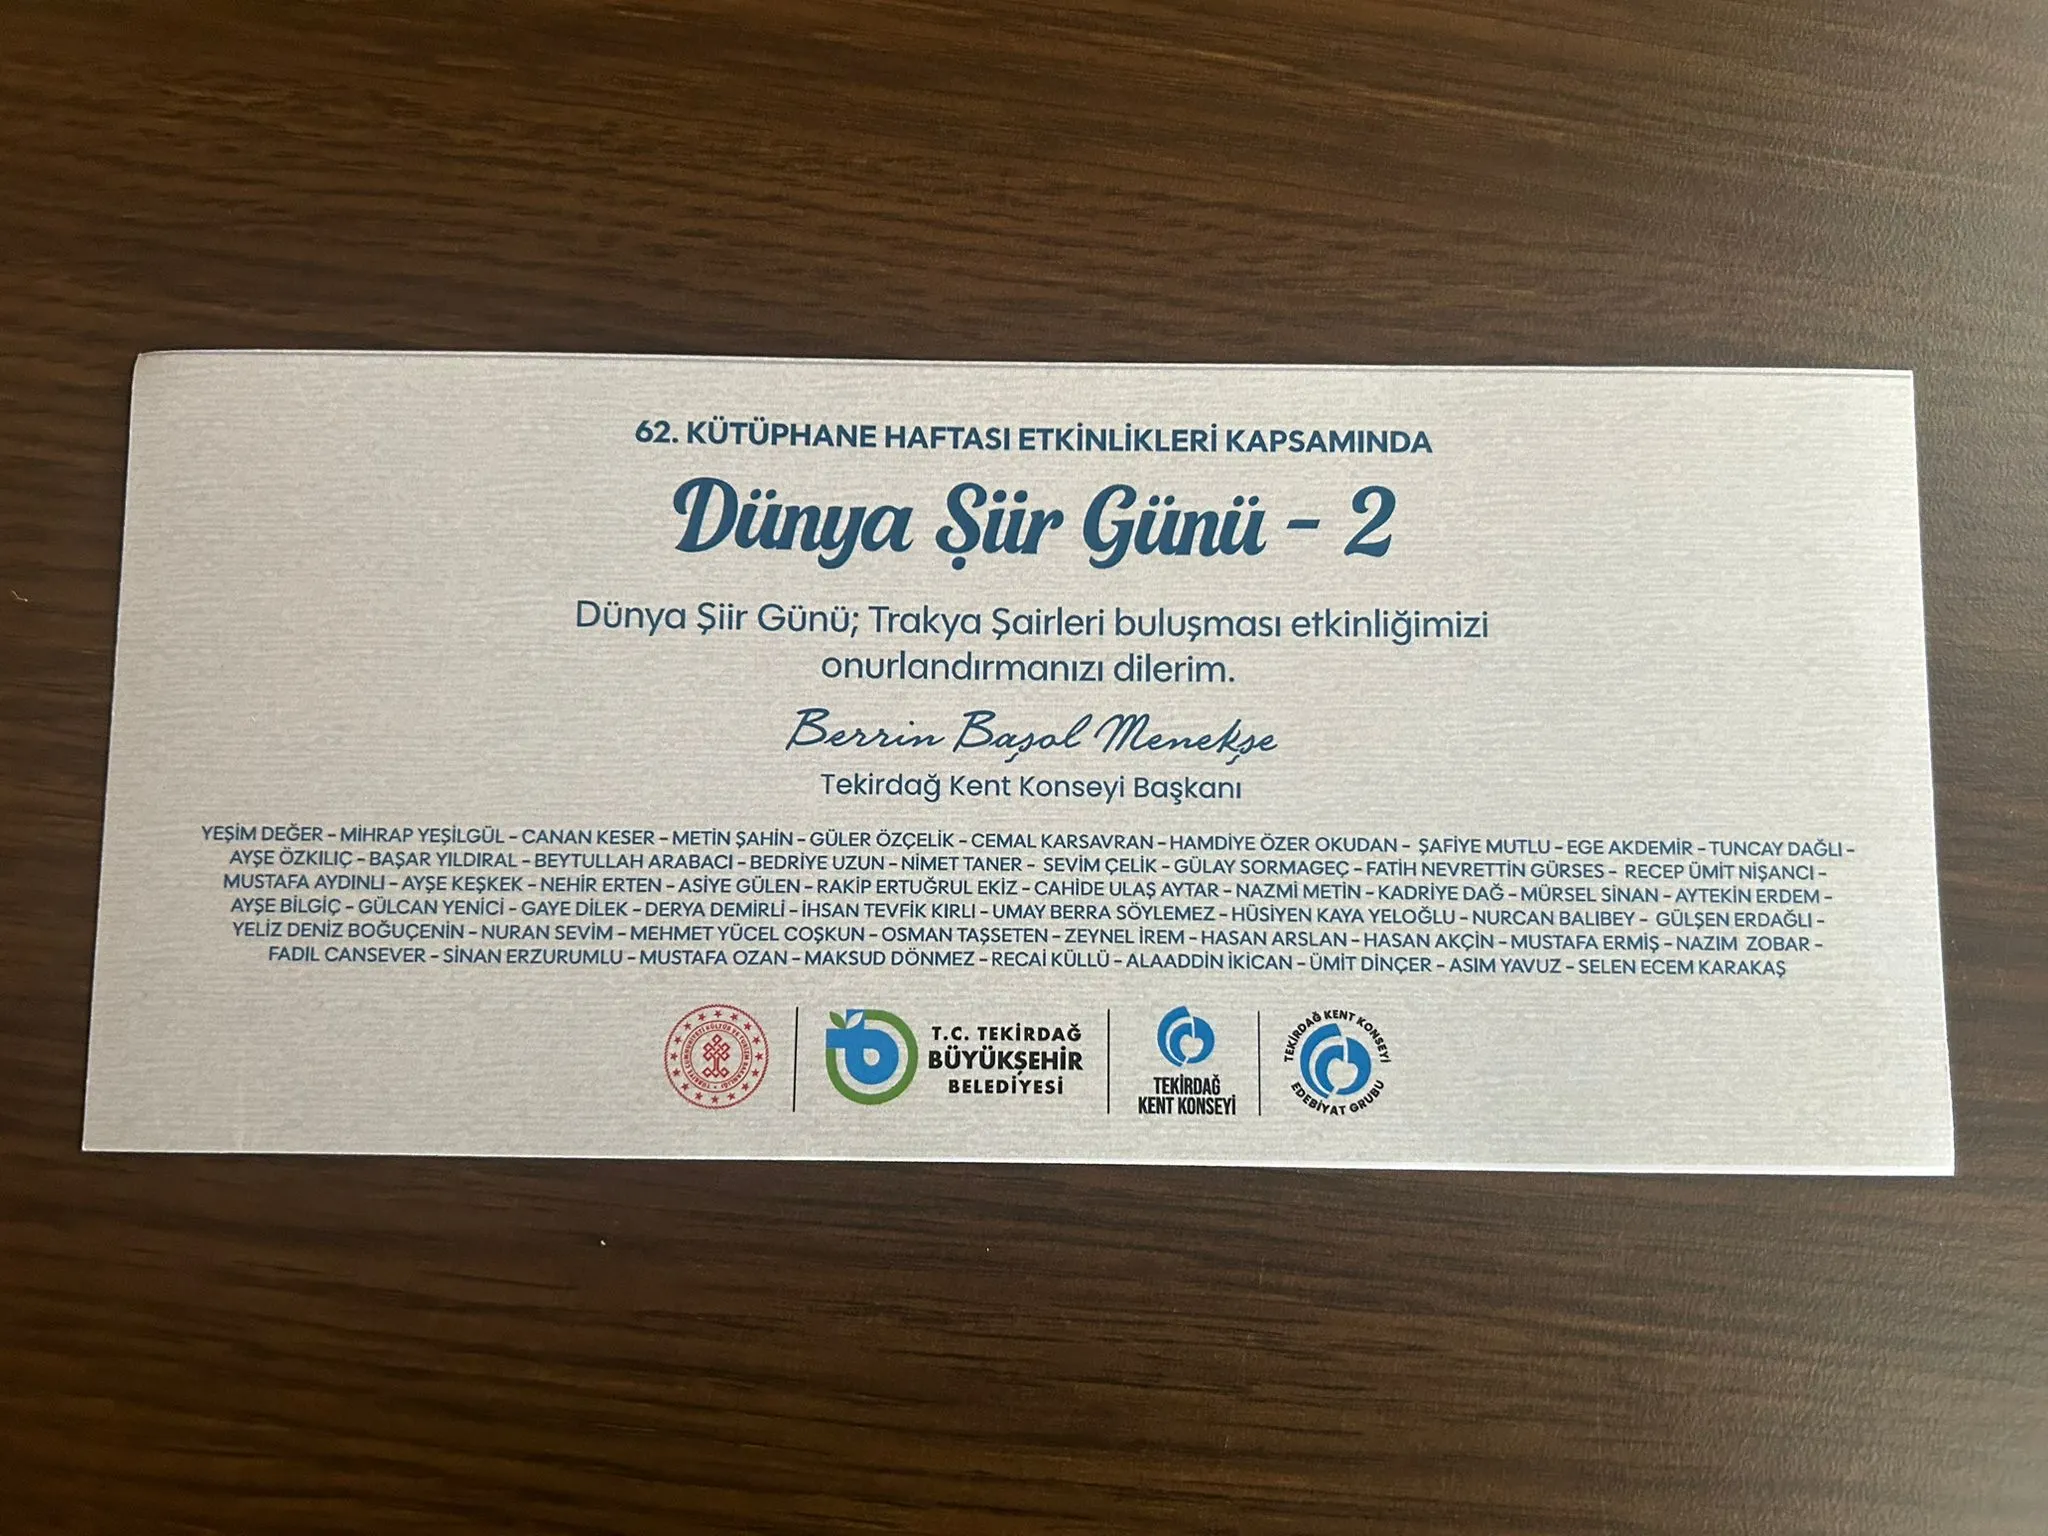 62. KÜTÜPHANE HAFTASI ETKİNLİKLERİ KAPSAMINDA
Dünya Şiir Günü - 2
Dünya Şiir Günü; Trakya Şairleri buluşması etkinliğimizi
onurlandırmanızı dilerim.
Berrin Başol Menekşe
Tekirdağ Kent Konseyi Başkanı
YEŞİM DEĞER - MİHRAP YEŞİLGÜL - CANAN KESER - METİN ŞAHİN - GÜLER ÖZÇELİK - CEMAL KARSAVRAN - HAMDİYE ÖZER OKUDAN - ŞAFİYE MUTLU - EGE AKDEMİR - TUNCAY DAĞLI -
AYŞE ÖZKILIÇ - BAŞAR YILDIRAL - BEYTULLAH ARABACI - BEDRİYE UZUN - NİMET TANER - SEVİM ÇELİK - GÜLAY SORMAGEÇ - FATİH NEVRETTİN GÜRSES - RECEP ÜMİT NİŞANCI -
MUSTAFA AYDINLI - AYŞE KEŞKEK - NEHİR ERTEN - ASİYE GÜLEN - RAKİP ERTUĞRUL EKİZ - CAHİDE ULAŞ AYTAR - NAZMİ METİN - KADRİYE DAĞ - MÜRSEL SİNAN - AYTEKİN ERDEM -
AYŞE BİLGİÇ - GÜLCAN YENİCİ - GAYE DİLEK - DERYA DEMİRLİ - İHSAN TEVFİK KIRLI - UMAY BERRA SÖYLEMEZ - HÜSİYEN KAYA YELOĞLU - NURCAN BALIBEY - GÜLŞEN ERDAĞLI -
YELİZ DENİZ BOĞUÇENİN - NURAN SEVİM - MEHMET YÜCEL COŞKUN - OSMAN TAŞSETEN - ZEYNEL İREM - HASAN ARSLAN - HASAN AKÇİN - MUSTAFA ERMİŞ - NAZIM ZOBAR -
FADIL CANSEVER - SİNAN ERZURUMLU - MUSTAFA OZAN - MAKSUD DÖNMEZ - RECAİ KÜLLÜ - ALAADDİN İKİCAN - ÜMİT DİNÇER - ASIM YAVUZ - SELEN ECEM KARAKAŞ
TÜRKİYE CUMHURİYETİ KÜLTÜR VE TURİZM BAKANLIĞI
T.C. TEKİRDAĞ
BÜYÜKŞEHİR
BELEDİYESİ
TEKİRDAĞ
KENT KONSEYİ
TEKİRDAĞ KENT KONSEYİ
EDEBİYAT GRUBU